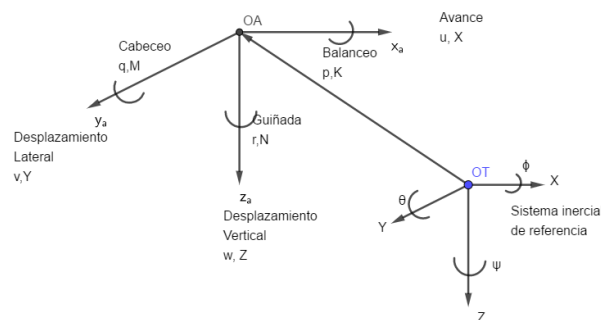 OA
Avance
u, X
Cabeceo
q,M
Balanceo
p,K
xₐ
yₐ
Guiñada
r,N
Desplazamiento
Lateral
v,Y
zₐ
Desplazamiento
Vertical
w, Z
OT
ϕ
X
θ
Y
Sistema inercia
de referencia
ψ
Z